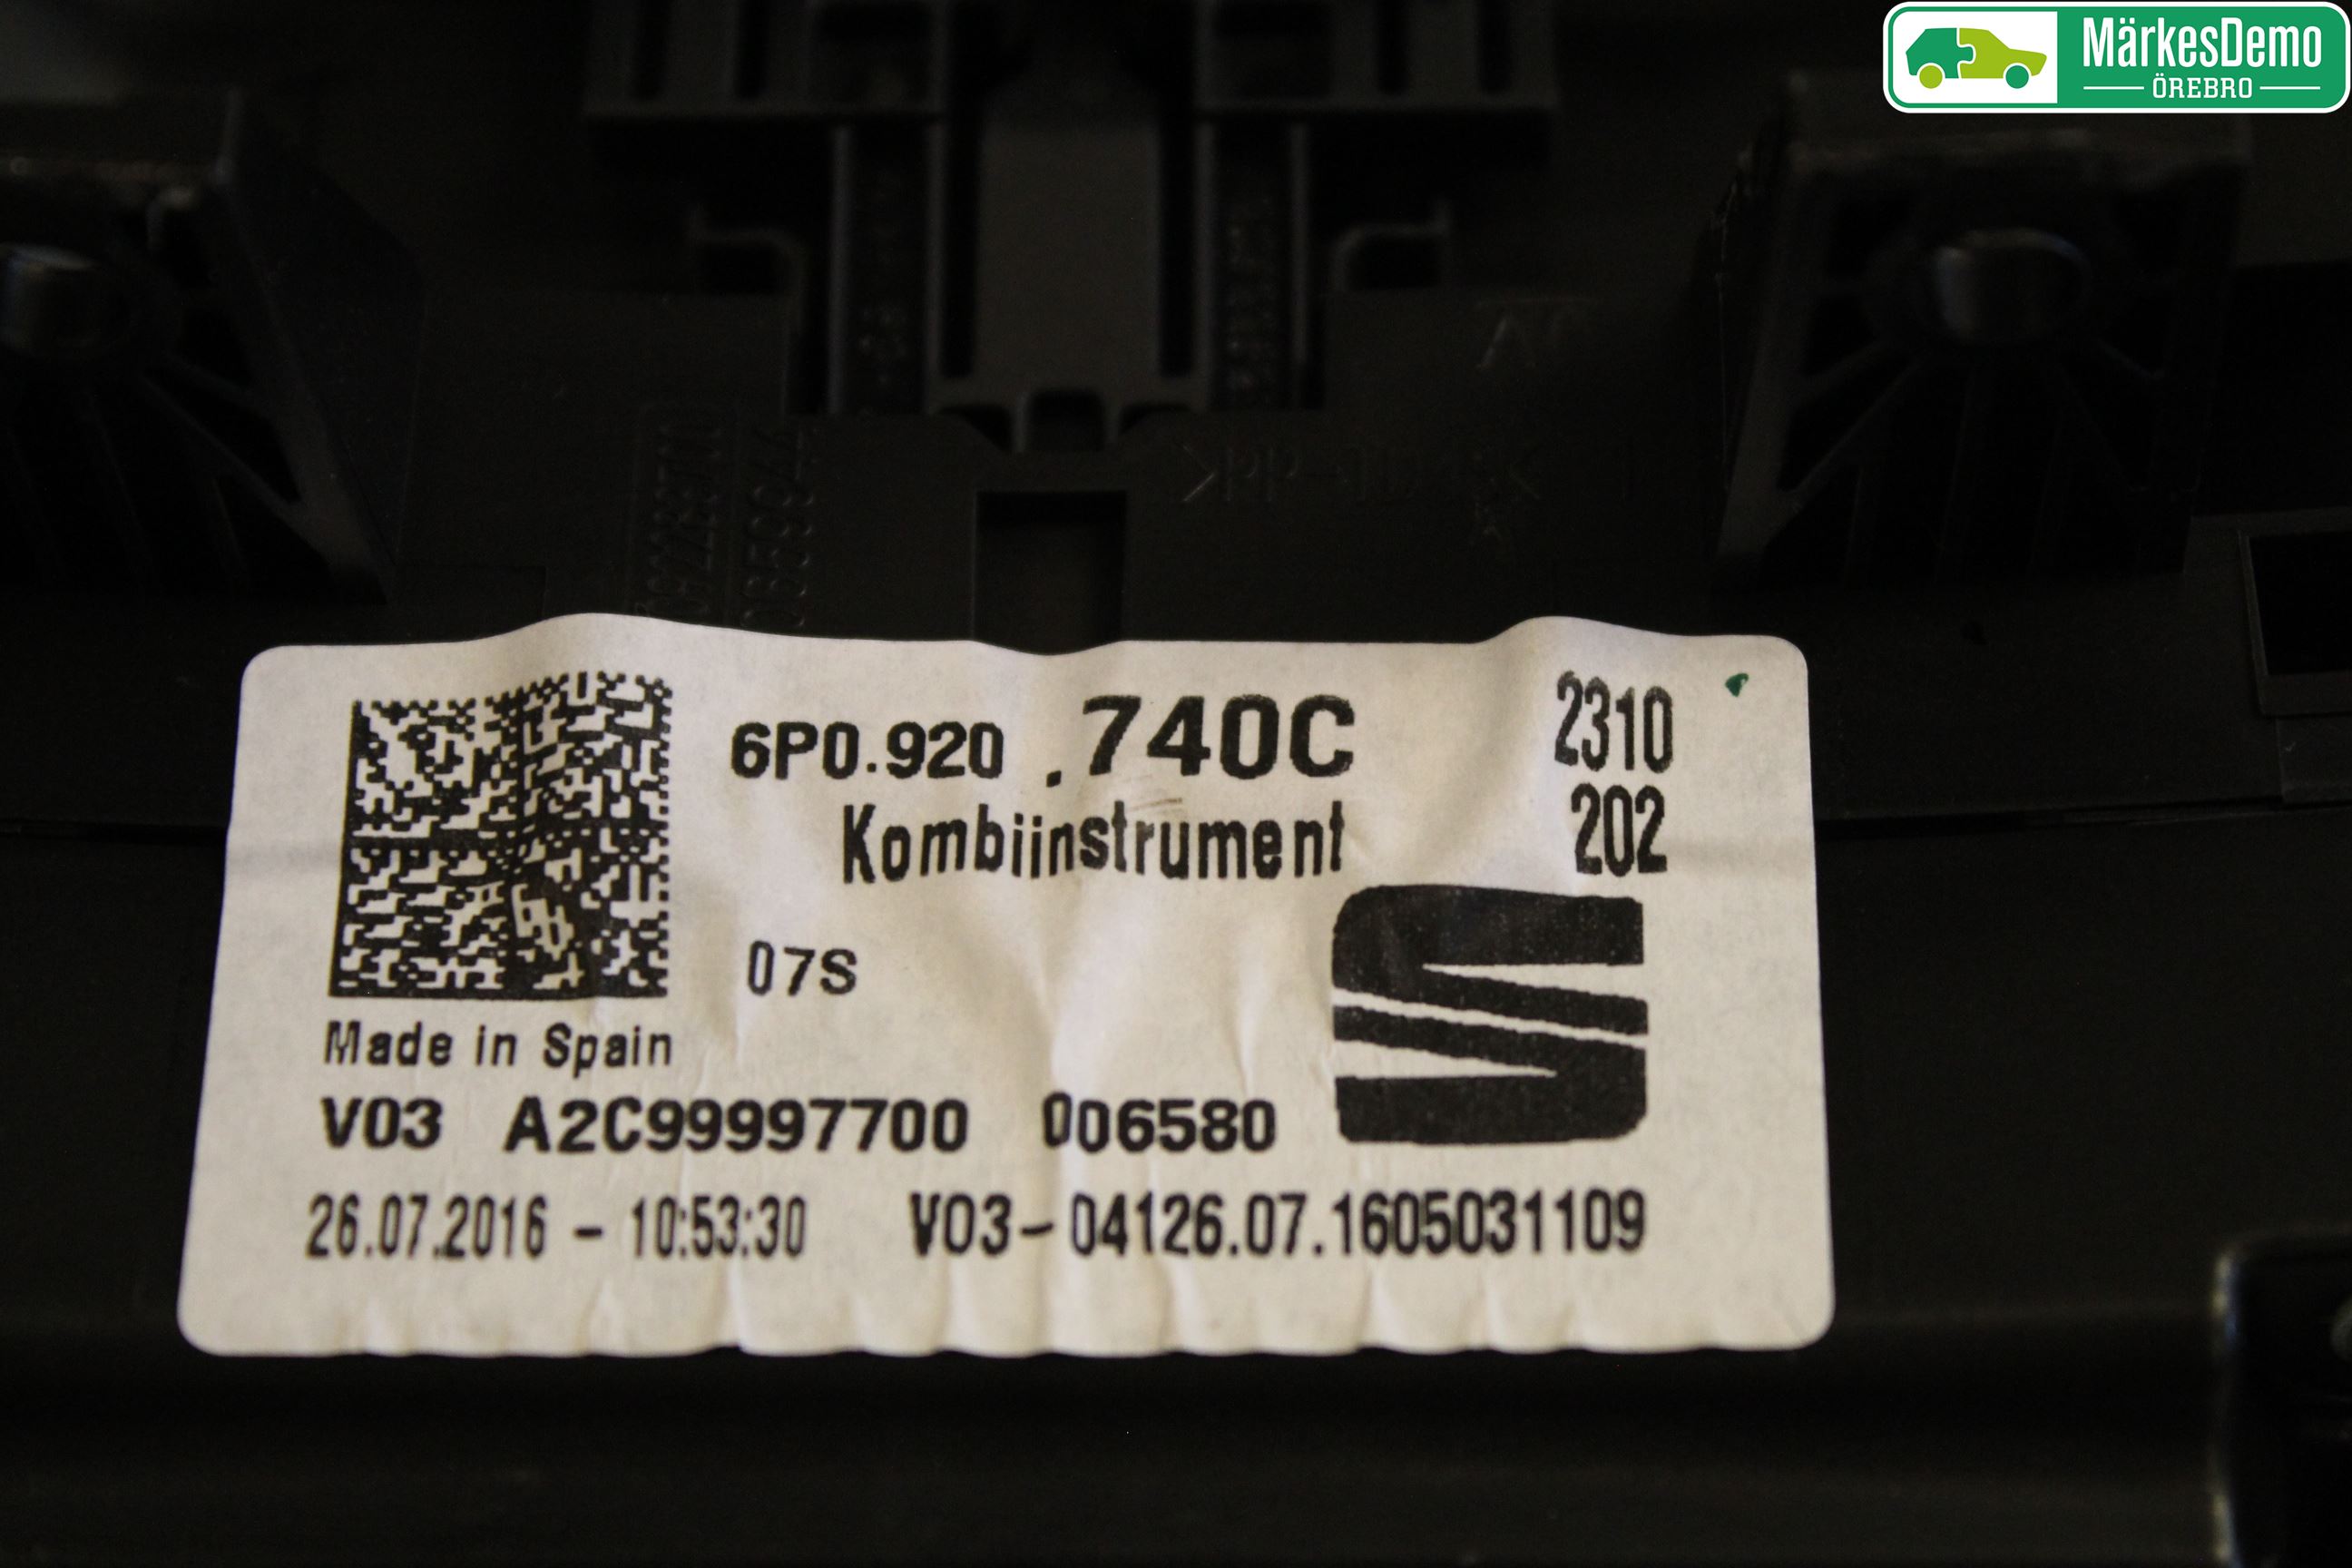 MärkesDemo
ÖREBRO
6P0.920 .740C
2310
Kombiinstrument
202
07S
Made in Spain
V03 A2C99997700 006580
26.07.2016 - 10:53:30 V03-04126.07.1605031109